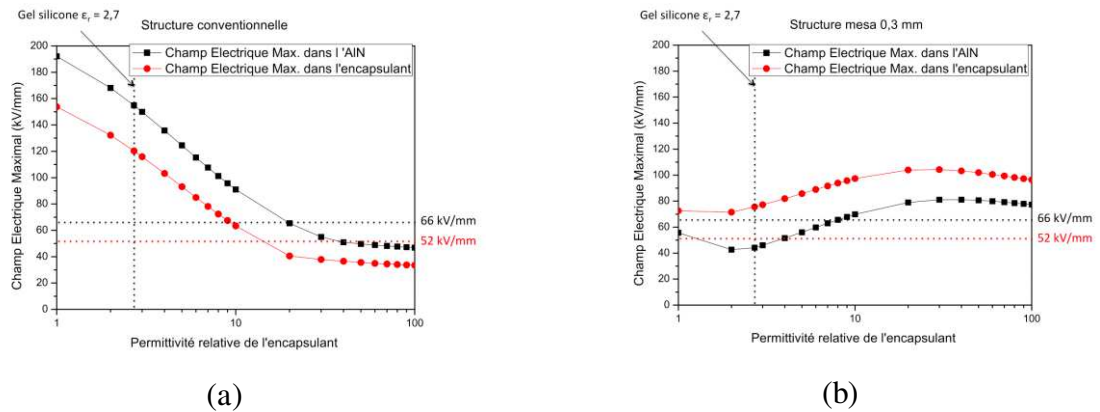 Gel silicone εr = 2,7
Structure conventionnelle
Champ Electrique Max. dans l 'AlN
Champ Electrique Max. dans l'encapsulant
Champ Electrique Maximal (kV/mm)
200
180
160
140
120
100
80
60
40
20
0
66 kV/mm
52 kV/mm
1
10
100
Permittivité relative de l'encapsulant
(a)
Gel silicone εr = 2,7
Structure mesa 0,3 mm
Champ Electrique Max. dans l'AlN
Champ Electrique Max. dans l'encapsulant
Champ Electrique Maximal (kV/mm)
200
180
160
140
120
100
80
60
40
20
0
66 kV/mm
52 kV/mm
1
10
100
Permittivité relative de l'encapsulant
(b)